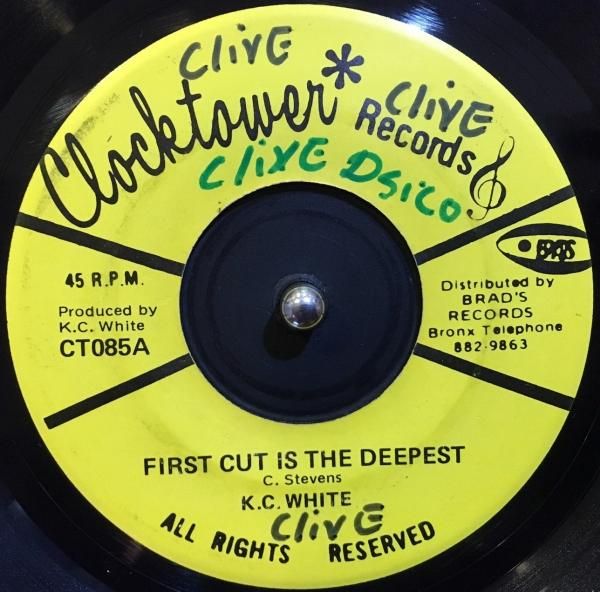 CLiVE
Clocktower*
CLiVE
Records
CLiVE DSiCO
BRADS
45 R.P.M.
Produced by
K.C. White
CT085A
Distributed by
BRAD'S
RECORDS
Bronx Telephone
882-9863
FIRST CUT IS THE DEEPEST
C. Stevens
K.C. WHITE
CLiVE
ALL RIGHTS RESERVED